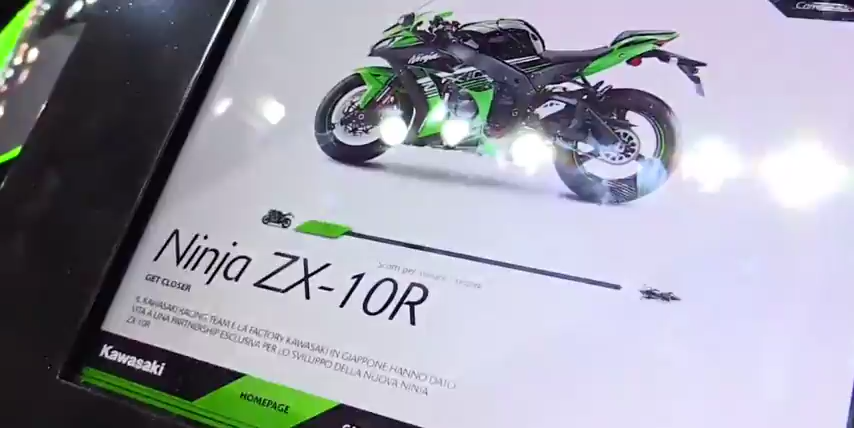 Ninja
Ninja ZX-10R
GET CLOSER
IL KAWASAKI RACING TEAM E LA FACTORY KAWASAKI IN GIAPPONE HANNO DATO
VITA A UNA PARTNERSHIP ESCLUSIVA PER LO SVILUPPO DELLA NUOVA NINJA
ZX-10R
Kawasaki
HOMEPAGE